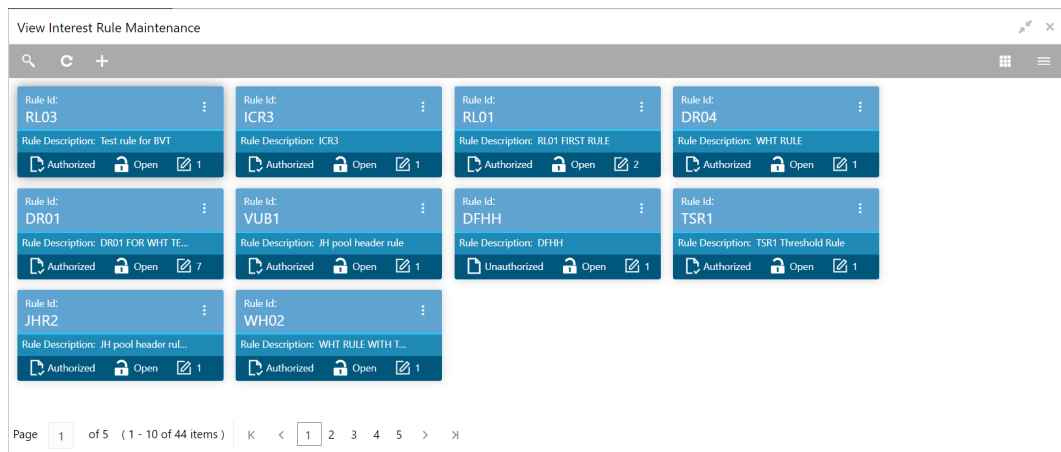 View Interest Rule Maintenance
Rule Id: Rule Id: Rule Id: Rule Id:
RL03 ICR3 RL01 DR04
Rule Description: Test rule for BVT Rule Description: ICR3 Rule Description: RL01 FIRST RULE Rule Description: WHT RULE
Authorized Open 1 Authorized Open 1 Authorized Open 2 Authorized Open 1
Rule Id: Rule Id: Rule Id: Rule Id:
DR01 VUB1 DFHH TSR1
Rule Description: DR01 FOR WHT TE... Rule Description: JH pool header rule Rule Description: DFHH Rule Description: TSR1 Threshold Rule
Authorized Open 7 Authorized Open 1 Unauthorized Open 1 Authorized Open 1
Rule Id: Rule Id:
JHR2 WH02
Rule Description: JH pool header rul... Rule Description: WHT RULE WITH T...
Authorized Open 1 Authorized Open 1
Page 1 of 5 ( 1 - 10 of 44 items ) 1 2 3 4 5